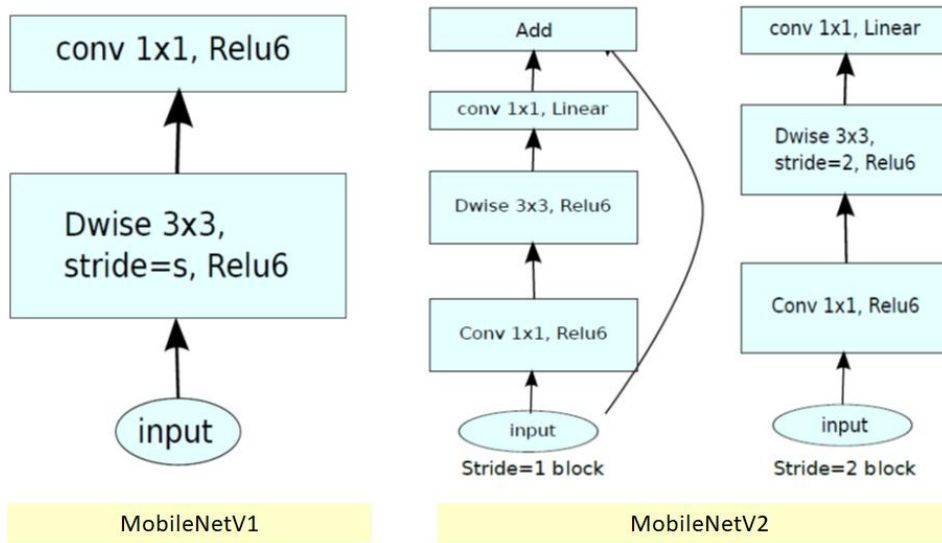 conv 1x1, Relu6
Dwise 3x3,
stride=s, Relu6
input
MobileNetV1
Add
conv 1x1, Linear
Dwise 3x3, Relu6
Conv 1x1, Relu6
input
Stride=1 block
conv 1x1, Linear
Dwise 3x3,
stride=2, Relu6
Conv 1x1, Relu6
input
Stride=2 block
MobileNetV2